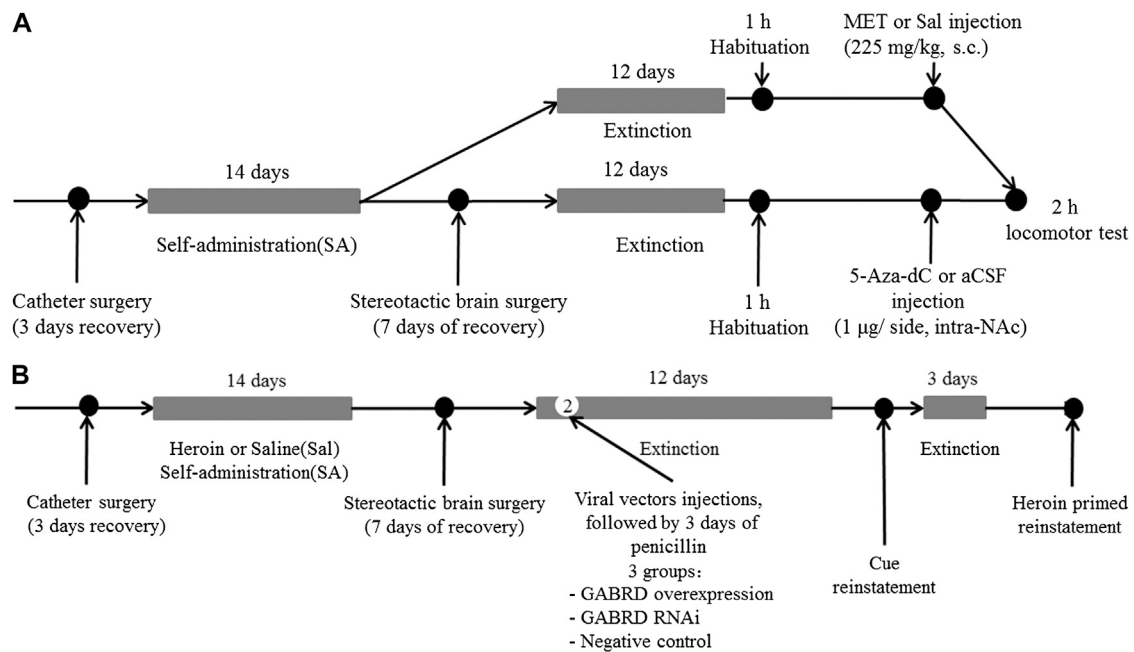 A
1 h
Habituation
MET or Sal injection
(225 mg/kg, s.c.)
12 days
Extinction
14 days
12 days
Self-administration(SA)
Extinction
2 h
locomotor test
Catheter surgery
(3 days recovery)
Stereotactic brain surgery
(7 days of recovery)
1 h
Habituation
5-Aza-dC or aCSF
injection
(1 μg/ side, intra-NAc)
B
14 days
12 days
3 days
2
Heroin or Saline(Sal)
Self-administration(SA)
Extinction
Extinction
Catheter surgery
(3 days recovery)
Stereotactic brain surgery
(7 days of recovery)
Viral vectors injections,
followed by 3 days of
penicillin
3 groups:
- GABRD overexpression
- GABRD RNAi
- Negative control
Cue
reinstatement
Heroin primed
reinstatement